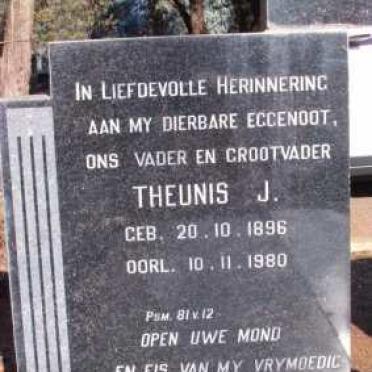 IN LIEFDEVOLLE HERINNERING
AAN MY DIERBARE EGGENOOT,
ONS VADER EN GROOTVADER
THEUNIS J.
GEB. 20.10.1896
OORL. 10.11.1980
PSM. 81 V. 12
OPEN UWE MOND
EN EIS VAN MY VRYMOEDIG